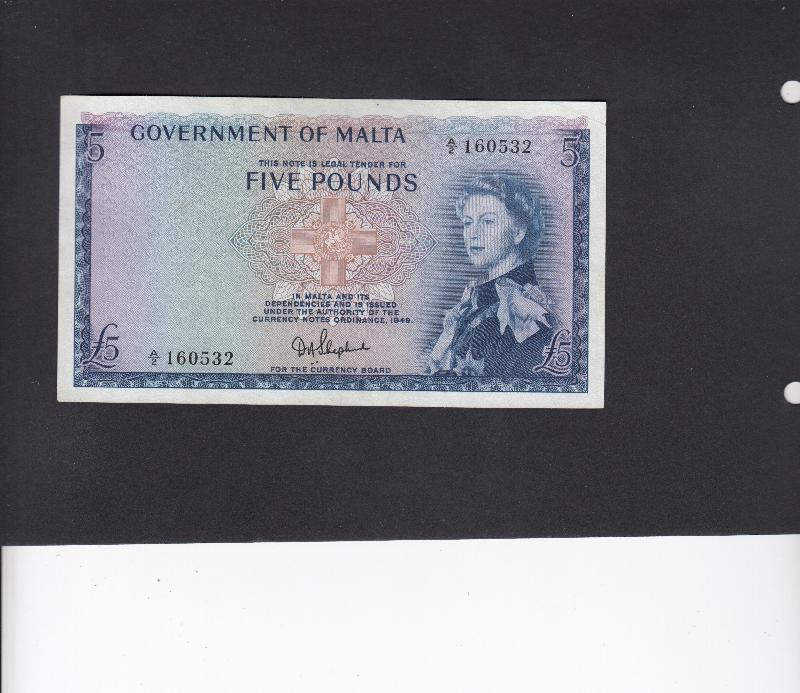 5
GOVERNMENT OF MALTA
A/2 160532
5
THIS NOTE IS LEGAL TENDER FOR
FIVE POUNDS
IN MALTA AND ITS
DEPENDENCIES AND IS ISSUED
UNDER THE AUTHORITY OF THE
CURRENCY NOTES ORDINANCE, 1949.
£5
A/2 160532
D A Shepherd
£5
FOR THE CURRENCY BOARD